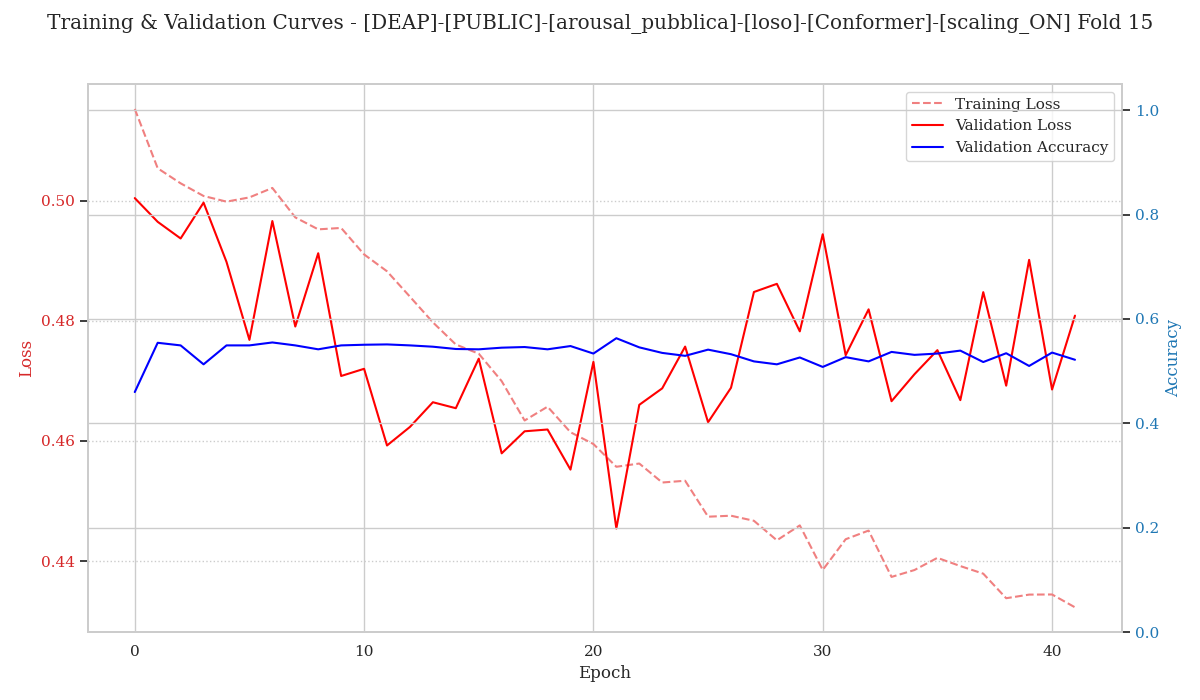 Training & Validation Curves - [DEAP]-[PUBLIC]-[arousal_pubblica]-[loso]-[Conformer]-[scaling_ON] Fold 15
Training Loss
Validation Loss
Validation Accuracy
0.50
0.48
0.46
0.44
Loss
1.0
0.8
0.6
0.4
0.2
0.0
Accuracy
0
10
20
30
40
Epoch